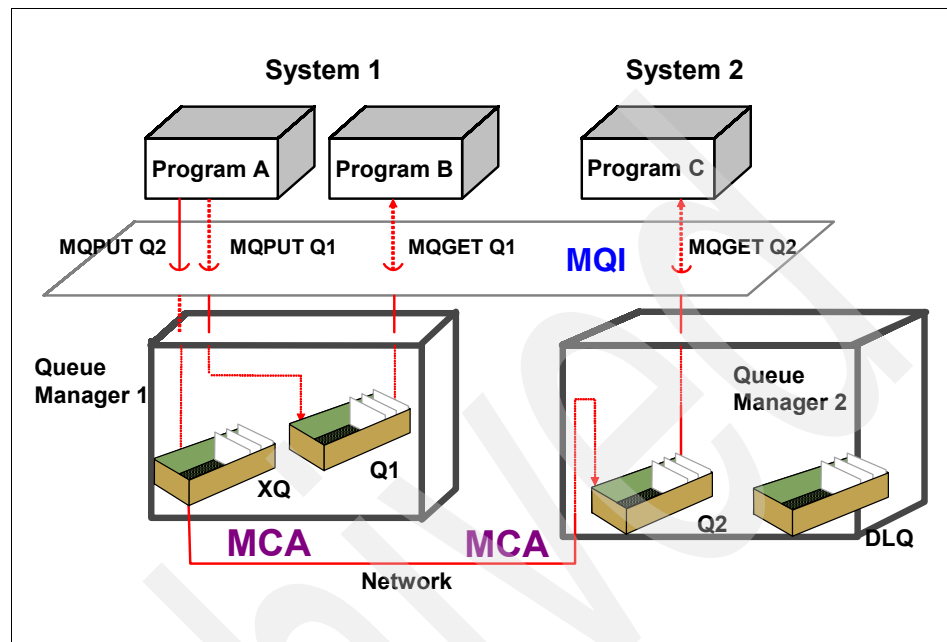 System 1
System 2
Program A
Program B
Program C
MQPUT Q2
MQPUT Q1
MQGET Q1
MQI
MQGET Q2
Queue
Manager 1
Queue
Manager 2
XQ
Q1
Q2
DLQ
MCA
MCA
Network